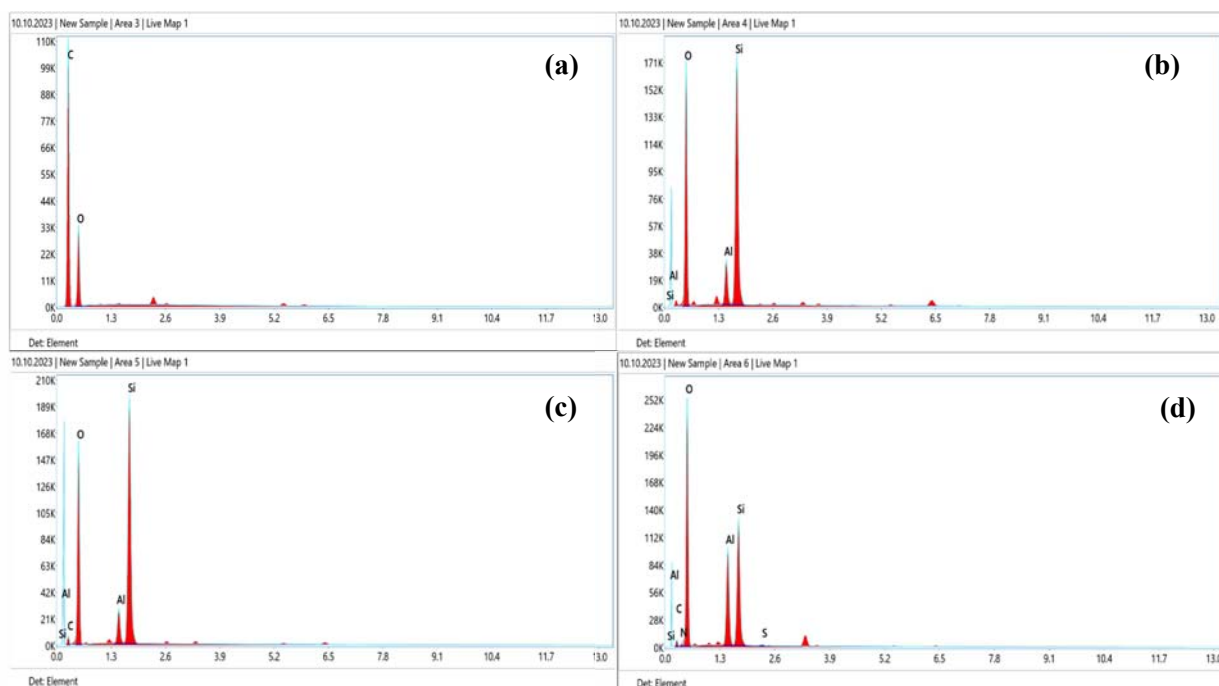 10.10.2023 | New Sample | Area 3 | Live Map 1
110K
C
(a)
99K
88K
77K
66K
55K
44K
O
33K
22K
11K
0K
0.0 1.3 2.6 3.9 5.2 6.5 7.8 9.1 10.4 11.7 13.0
Det: Element
10.10.2023 | New Sample | Area 4 | Live Map 1
Si
O
(b)
171K
152K
133K
114K
95K
76K
57K
38K
Al
Al
19K
Si
0K
0.0 1.3 2.6 3.9 5.2 6.5 7.8 9.1 10.4 11.7 13.0
Det: Element
10.10.2023 | New Sample | Area 5 | Live Map 1
210K
Si
(c)
189K
O
168K
147K
126K
105K
84K
63K
42K
Al
Al
21K
C
Si
0K
0.0 1.3 2.6 3.9 5.2 6.5 7.8 9.1 10.4 11.7 13.0
Det: Element
10.10.2023 | New Sample | Area 6 | Live Map 1
O
(d)
252K
224K
196K
168K
Si
140K
112K
Al
84K
Al
56K
C
28K
Si
N
S
0K
0.0 1.3 2.6 3.9 5.2 6.5 7.8 9.1 10.4 11.7 13.0
Det: Element